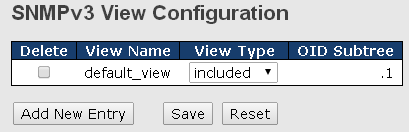 SNMPv3 View Configuration
Delete View Name View Type OID Subtree
default_view included .1
Add New Entry Save Reset